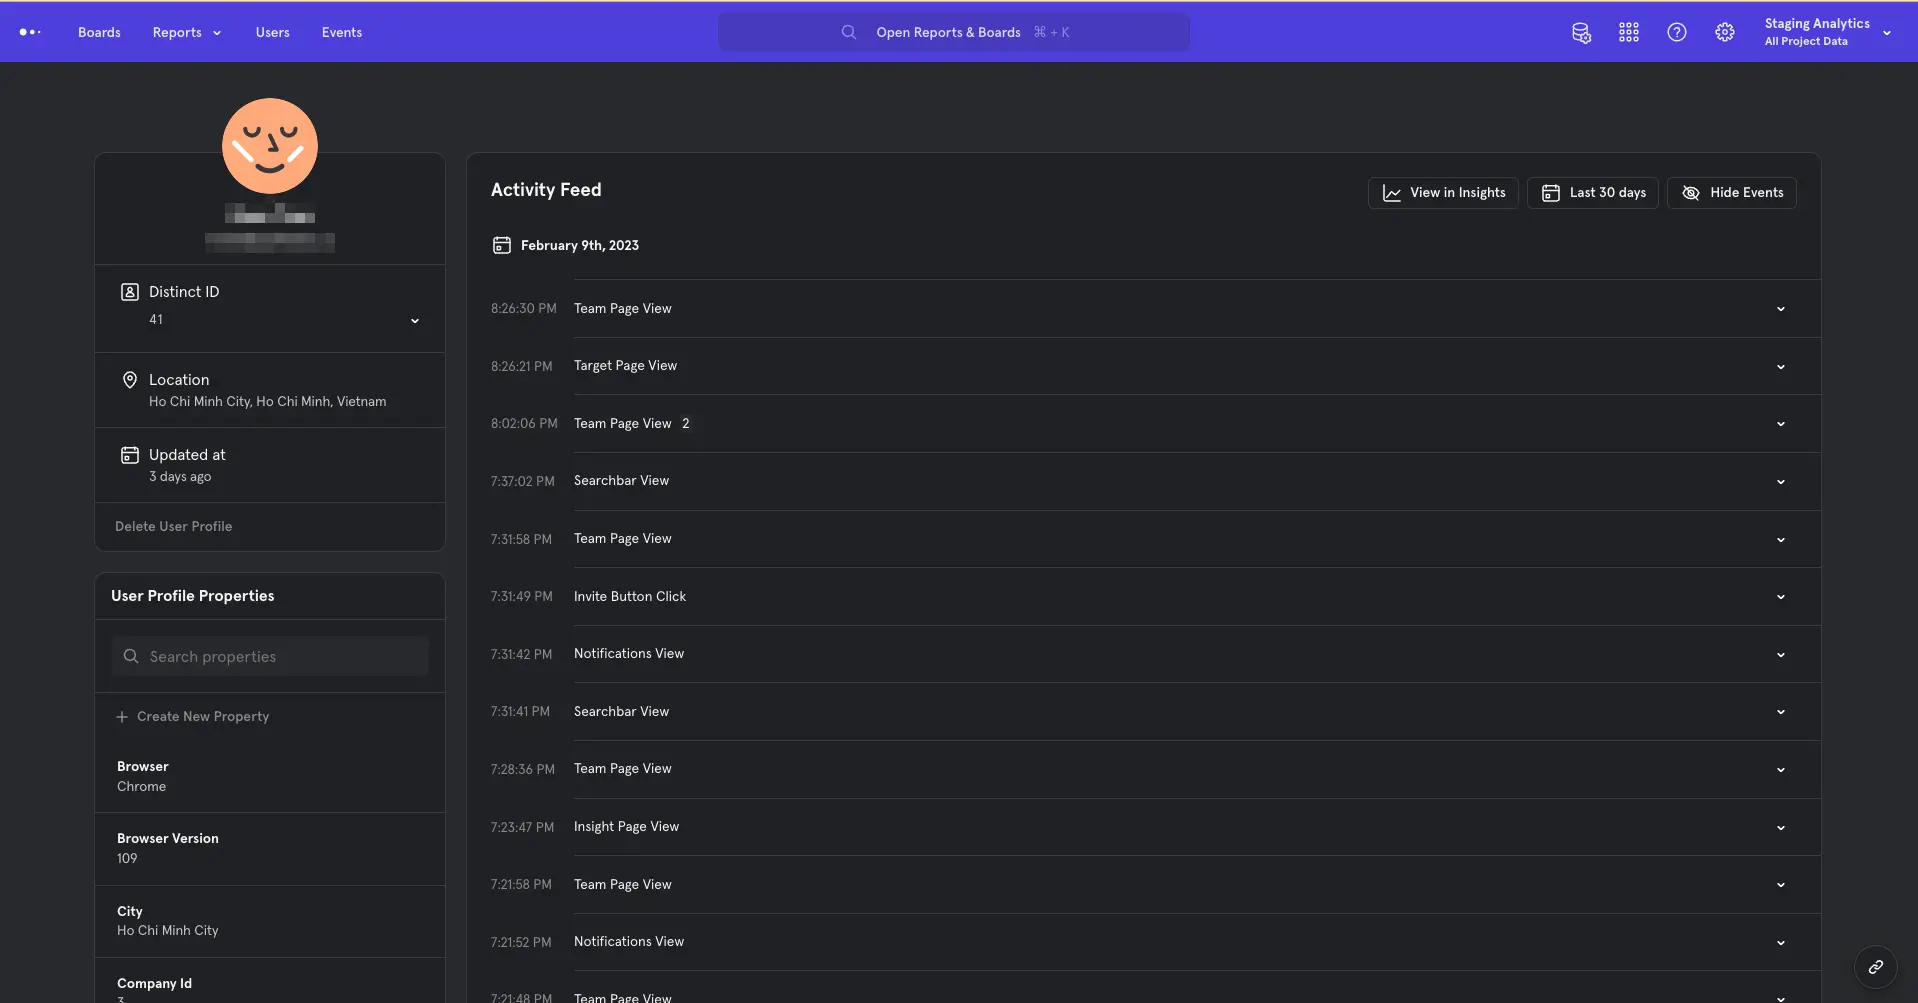 Boards
Reports
Users
Events
Open Reports & Boards ⌘ + K
Staging Analytics
All Project Data
Distinct ID
41
Location
Ho Chi Minh City, Ho Chi Minh, Vietnam
Updated at
3 days ago
Delete User Profile
User Profile Properties
Search properties
Create New Property
Browser
Chrome
Browser Version
109
City
Ho Chi Minh City
Company Id
3
Activity Feed
View in Insights
Last 30 days
Hide Events
February 9th, 2023
8:26:30 PM Team Page View
8:26:21 PM Target Page View
8:02:06 PM Team Page View 2
7:37:02 PM Searchbar View
7:31:58 PM Team Page View
7:31:49 PM Invite Button Click
7:31:42 PM Notifications View
7:31:41 PM Searchbar View
7:28:36 PM Team Page View
7:23:47 PM Insight Page View
7:21:58 PM Team Page View
7:21:52 PM Notifications View
7:21:48 PM Team Page View